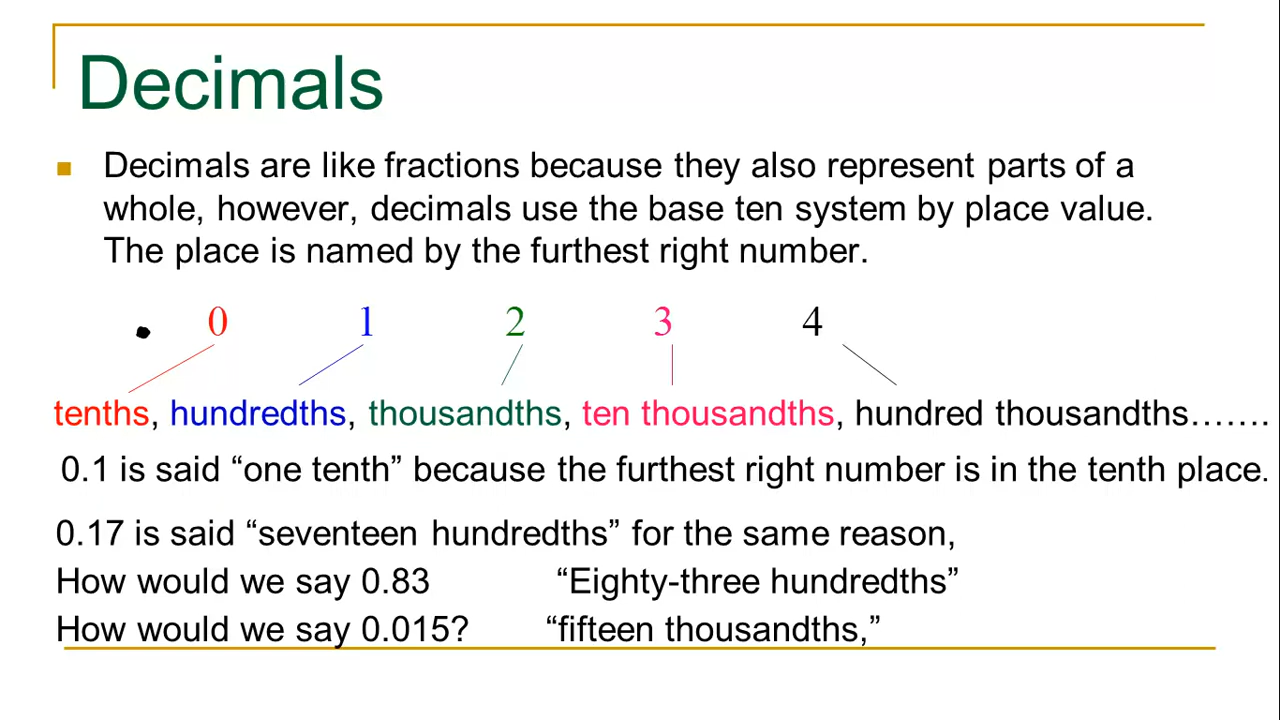 Decimals
Decimals are like fractions because they also represent parts of a
whole, however, decimals use the base ten system by place value.
The place is named by the furthest right number.
. 0 1 2 3 4
tenths, hundredths, thousandths, ten thousandths, hundred thousandths…….
0.1 is said “one tenth” because the furthest right number is in the tenth place.
0.17 is said “seventeen hundredths” for the same reason,
How would we say 0.83 “Eighty-three hundredths”
How would we say 0.015? “fifteen thousandths,”